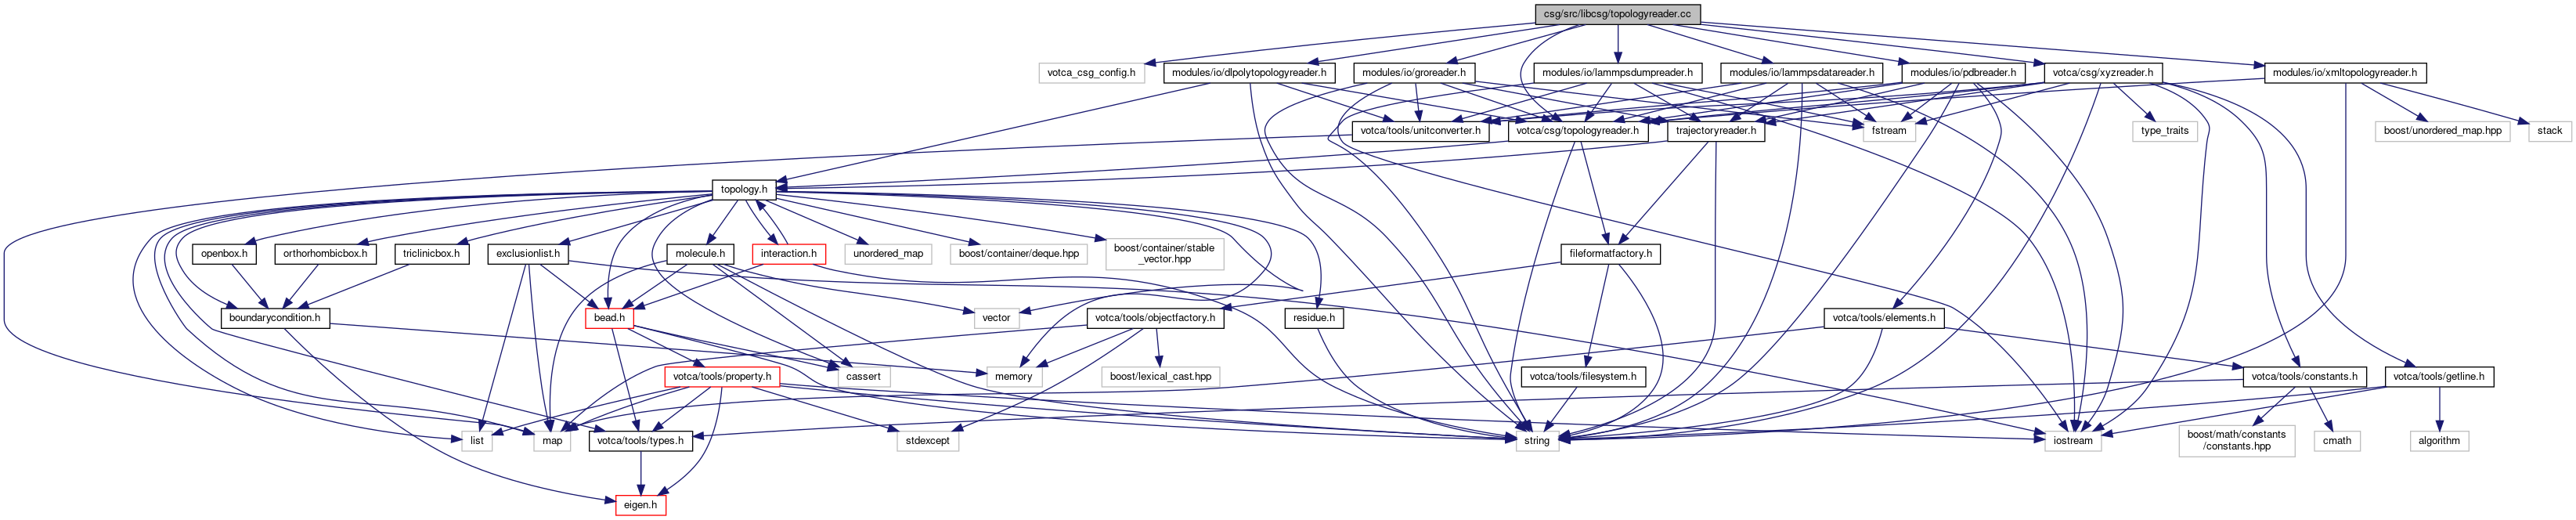 csg/src/libcsg/topologyreader.cc
votca_csg_config.h
modules/io/dlpolytopologyreader.h
modules/io/groreader.h
modules/io/lammpsdumpreader.h
modules/io/lammpsdatareader.h
modules/io/pdbreader.h
votca/csg/xyzreader.h
modules/io/xmltopologyreader.h
votca/tools/unitconverter.h
votca/csg/topologyreader.h
trajectoryreader.h
fstream
type_traits
boost/unordered_map.hpp
stack
topology.h
openbox.h
orthorhombicbox.h
triclinicbox.h
exclusionlist.h
molecule.h
interaction.h
unordered_map
boost/container/deque.hpp
boost/container/stable
_vector.hpp
fileformatfactory.h
boundarycondition.h
bead.h
vector
votca/tools/objectfactory.h
residue.h
votca/tools/elements.h
votca/tools/property.h
cassert
memory
boost/lexical_cast.hpp
votca/tools/filesystem.h
votca/tools/constants.h
votca/tools/getline.h
list
map
votca/tools/types.h
stdexcept
string
iostream
boost/math/constants
/constants.hpp
cmath
algorithm
eigen.h